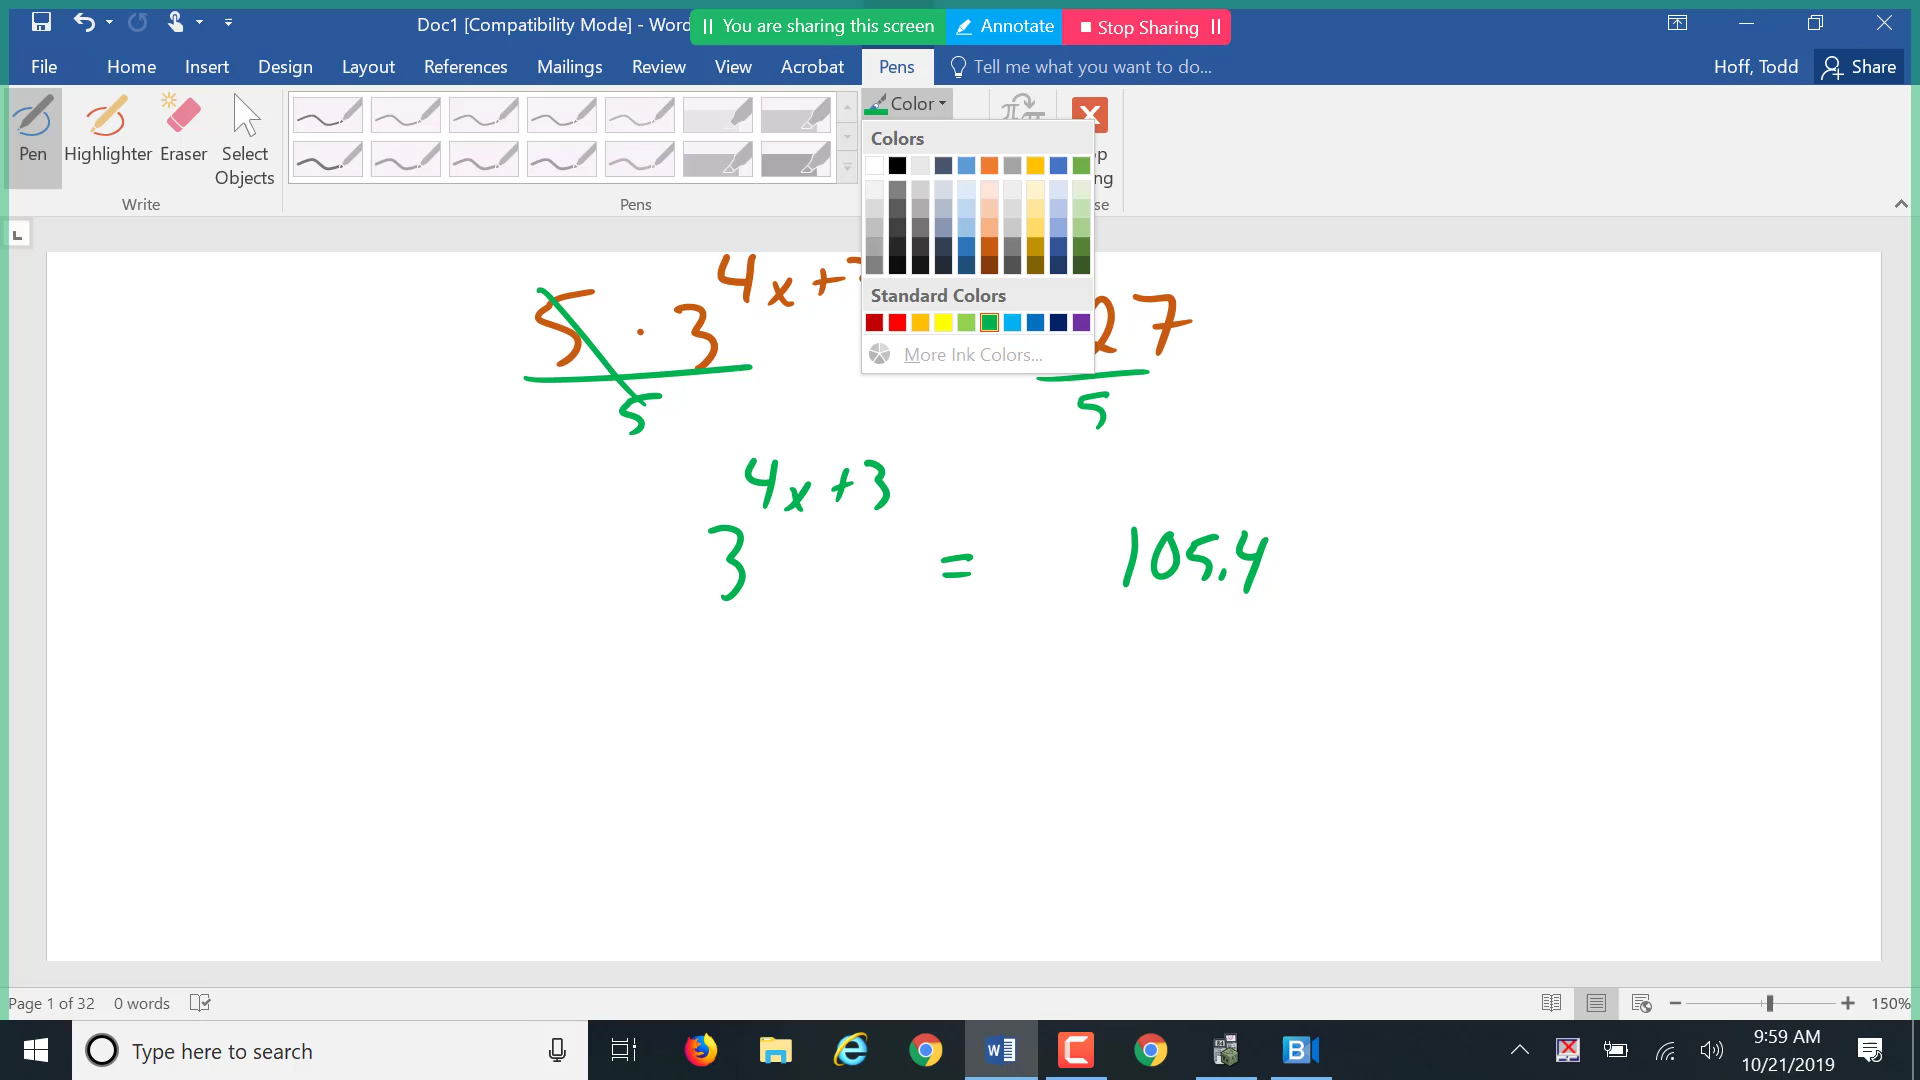 Doc1 [Compatibility Mode] - Word
You are sharing this screen
Annotate
Stop Sharing
File Home Insert Design Layout References Mailings Review View Acrobat Pens Tell me what you want to do... Hoff, Todd Share
Pen Highlighter Eraser Select Objects
Color
Write Pens
Colors
Standard Colors
More Ink Colors...
5 · 3^4x+ 27
5 5
3^4x+3 = 105.4
Page 1 of 32 0 words 150%
Type here to search
9:59 AM
10/21/2019